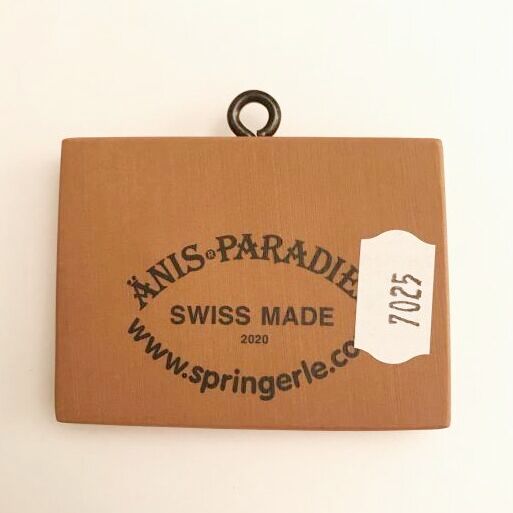 ÄNIS®PARADIE
SWISS MADE
2020
www.springerle.co
7025